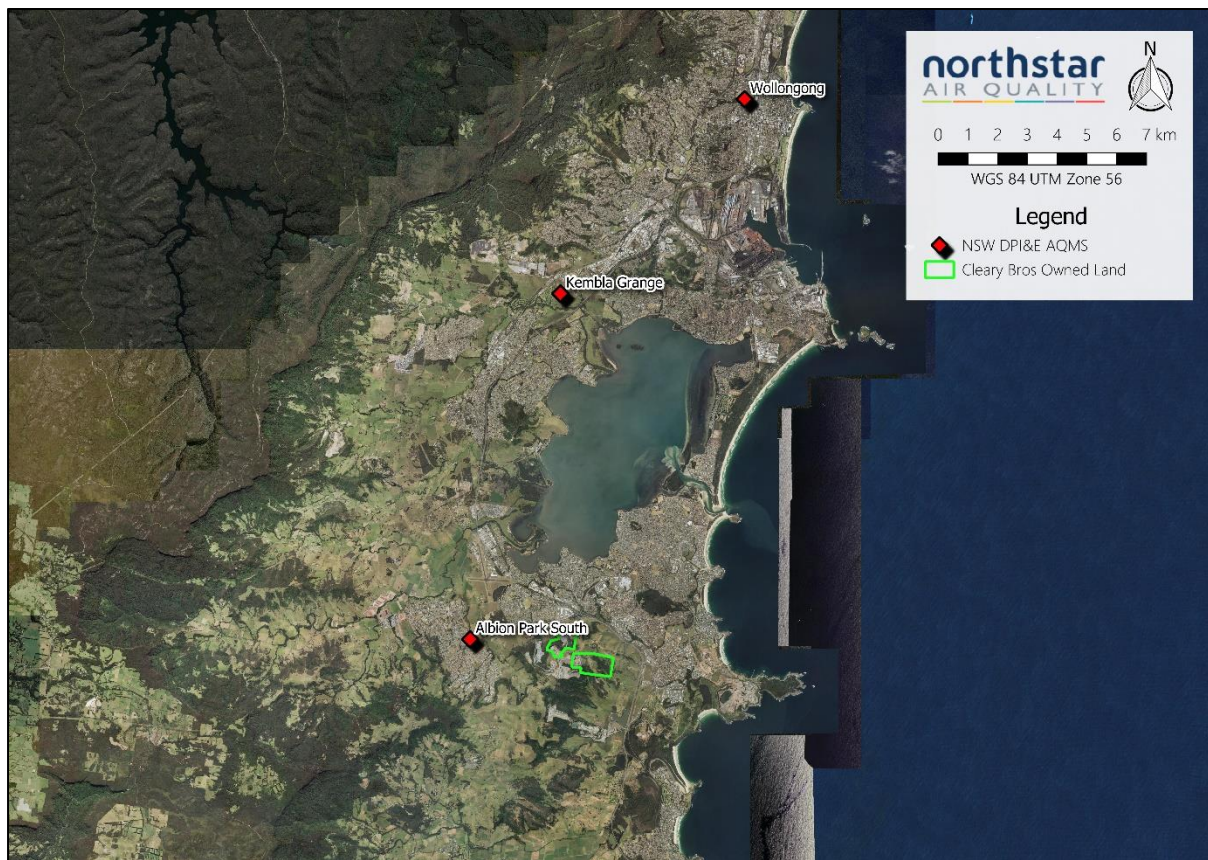 Wollongong
Kembla Grange
Albion Park South
northstar
AIR QUALITY
N
0 1 2 3 4 5 6 7 km
WGS 84 UTM Zone 56
Legend
NSW DPI&E AQMS
Cleary Bros Owned Land